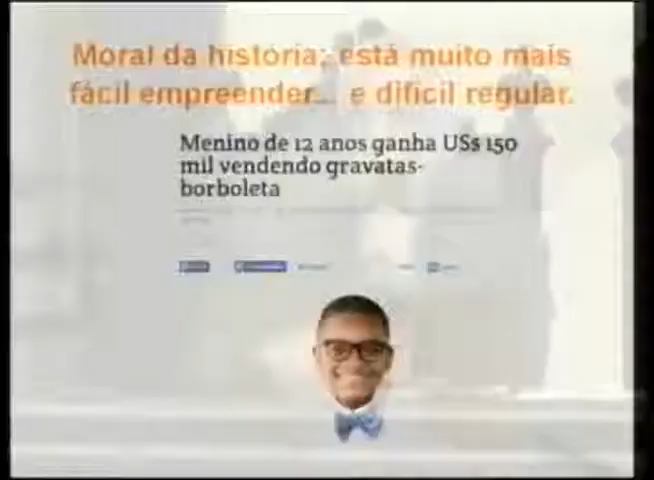 Moral da história: está muito mais
fácil empreender... e difícil regular.
Menino de 12 anos ganha US$ 150
mil vendendo gravatas-
borboleta